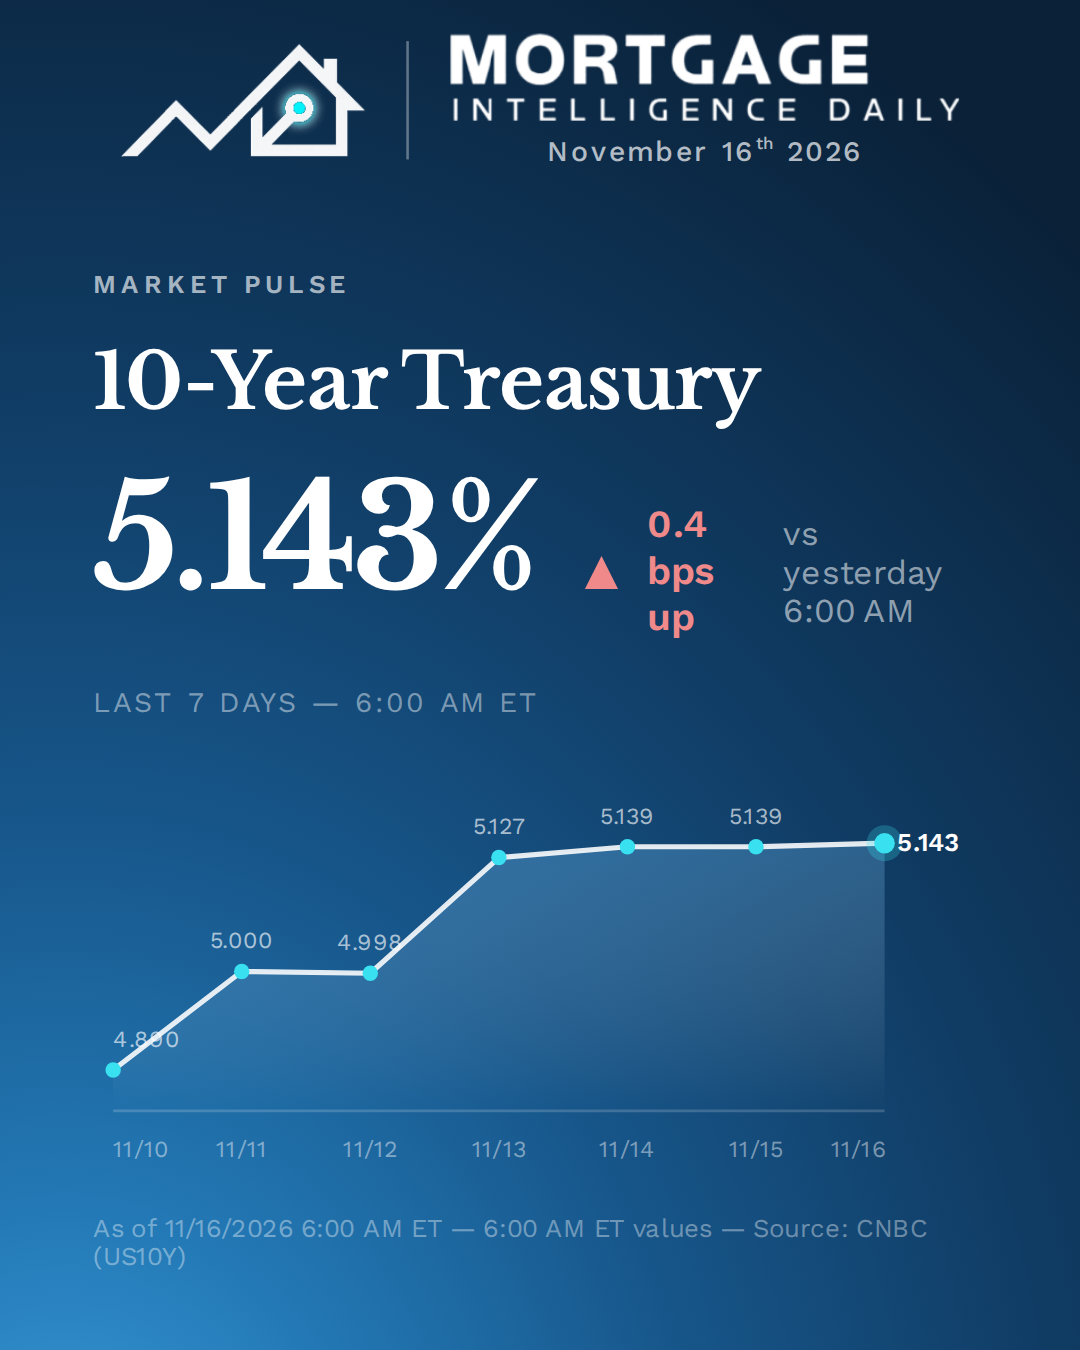 MORTGAGE
INTELLIGENCE DAILY
November 16th 2026
MARKET PULSE
10-Year Treasury
5.143%
▲
0.4
bps
up
vs
yesterday
6:00 AM
LAST 7 DAYS — 6:00 AM ET
5.127
5.139
5.139
5.143
5.000
4.998
4.890
11/10
11/11
11/12
11/13
11/14
11/15
11/16
As of 11/16/2026 6:00 AM ET — 6:00 AM ET values — Source: CNBC
(US10Y)